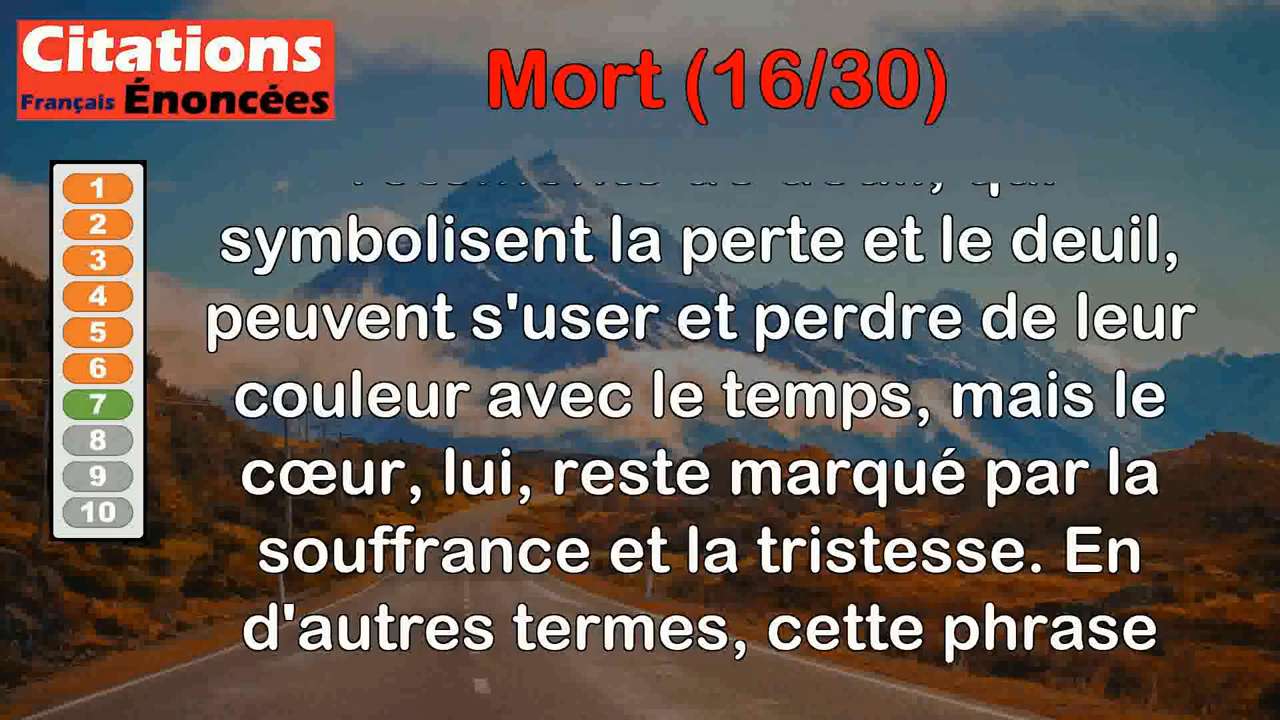 Citations
Français Énoncées
Mort (16/30)
1
2
3
4
5
6
7
8
9
10
symbolisent la perte et le deuil,
peuvent s'user et perdre de leur
couleur avec le temps, mais le
cœur, lui, reste marqué par la
souffrance et la tristesse. En
d'autres termes, cette phrase